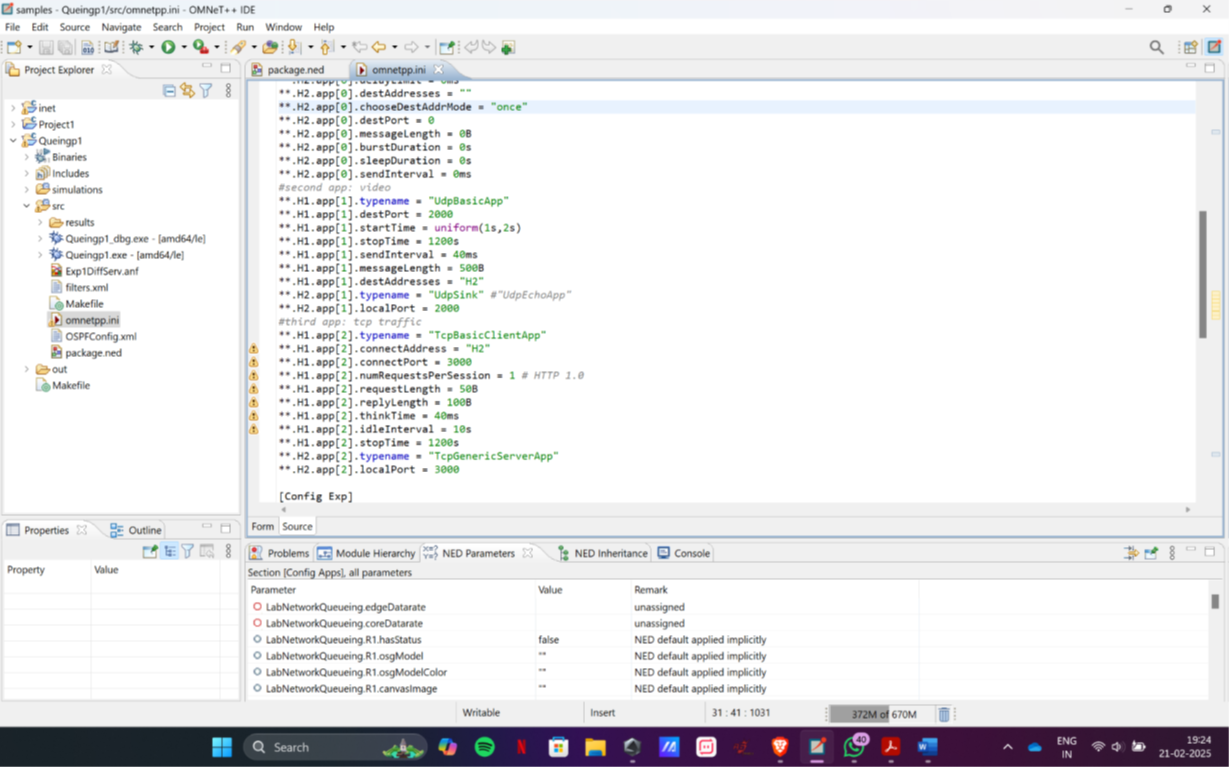 samples - Queingp1/src/omnetpp.ini - OMNeT++ IDE
File Edit Source Navigate Search Project Run Window Help
Project Explorer
inet
Project1
Queingp1
Binaries
Includes
simulations
src
results
Queingp1_dbg.exe - [amd64/le]
Queingp1.exe - [amd64/le]
Exp1DiffServ.anf
filters.xml
Makefile
omnetpp.ini
OSPFConfig.xml
package.ned
out
Makefile
package.ned omnetpp.ini
**.H2.app[0].delayLimit = 0ms
**.H2.app[0].destAddresses = ""
**.H2.app[0].chooseDestAddrMode = "once"
**.H2.app[0].destPort = 0
**.H2.app[0].messageLength = 0B
**.H2.app[0].burstDuration = 0s
**.H2.app[0].sleepDuration = 0s
**.H2.app[0].sendInterval = 0ms
#second app: video
**.H1.app[1].typename = "UdpBasicApp"
**.H1.app[1].destPort = 2000
**.H1.app[1].startTime = uniform(1s,2s)
**.H1.app[1].stopTime = 1200s
**.H1.app[1].sendInterval = 40ms
**.H1.app[1].messageLength = 500B
**.H1.app[1].destAddresses = "H2"
**.H2.app[1].typename = "UdpSink" #"UdpEchoApp"
**.H2.app[1].localPort = 2000
#third app: tcp traffic
**.H1.app[2].typename = "TcpBasicClientApp"
**.H1.app[2].connectAddress = "H2"
**.H1.app[2].connectPort = 3000
**.H1.app[2].numRequestsPerSession = 1 # HTTP 1.0
**.H1.app[2].requestLength = 50B
**.H1.app[2].replyLength = 100B
**.H1.app[2].thinkTime = 40ms
**.H1.app[2].idleInterval = 10s
**.H1.app[2].stopTime = 1200s
**.H2.app[2].typename = "TcpGenericServerApp"
**.H2.app[2].localPort = 3000
[Config Exp]
Form Source
Properties Outline
Property Value
Problems Module Hierarchy NED Parameters NED Inheritance Console
Section [Config Apps], all parameters
Parameter Value Remark
LabNetworkQueueing.edgeDatarate unassigned
LabNetworkQueueing.coreDatarate unassigned
LabNetworkQueueing.R1.hasStatus false NED default applied implicitly
LabNetworkQueueing.R1.osgModel "" NED default applied implicitly
LabNetworkQueueing.R1.osgModelColor "" NED default applied implicitly
LabNetworkQueueing.R1.canvasImage "" NED default applied implicitly
Writable Insert 31 : 41 : 1031 372M of 670M
Search
40
ENG
IN
19:24
21-02-2025